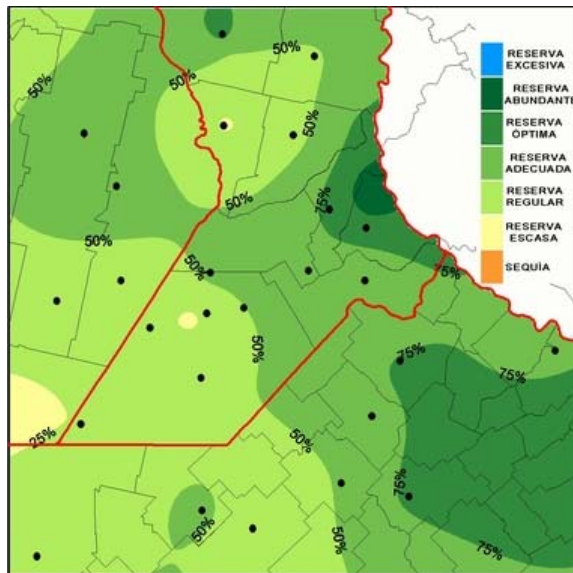 50%
50%
50%
50%
50%
75%
50%
50%
75%
50%
50%
75%
75%
25%
50%
75%
50%
50%
75%
RESERVA
EXCESIVA
RESERVA
ABUNDANTE
RESERVA
ÓPTIMA
RESERVA
ADECUADA
RESERVA
REGULAR
RESERVA
ESCASA
SEQUÍA